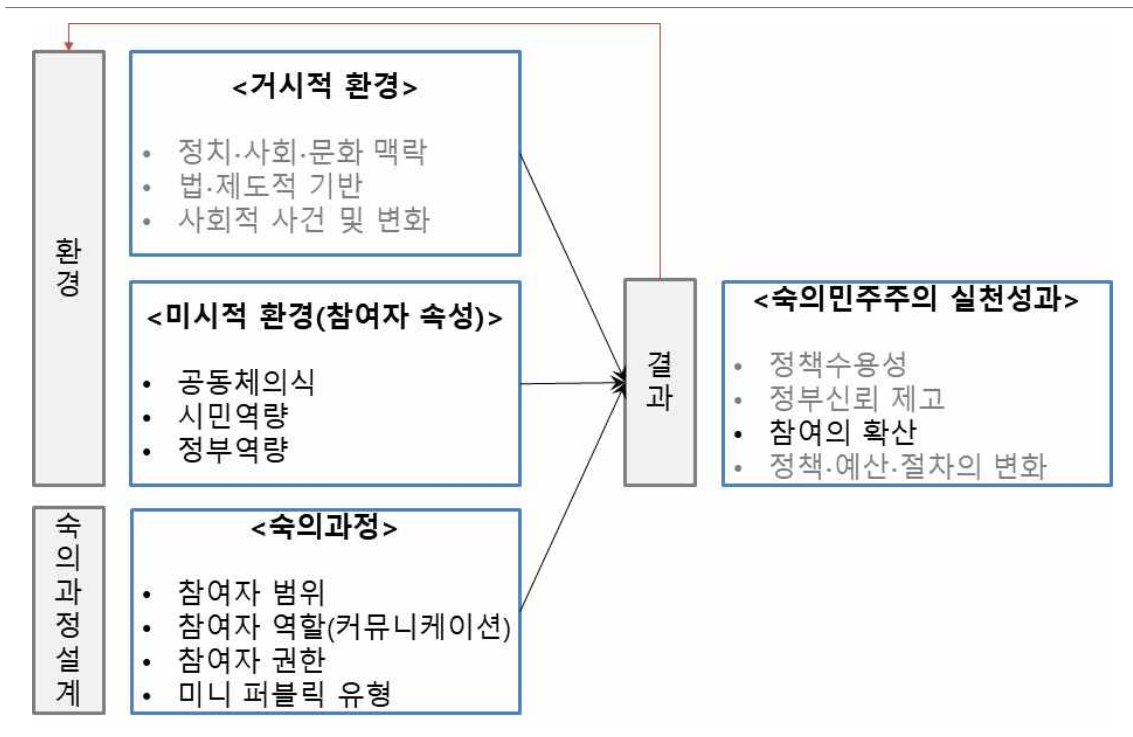 환경
<거시적 환경>
• 정치·사회·문화 맥락
• 법·제도적 기반
• 사회적 사건 및 변화
<미시적 환경(참여자 속성)>
• 공동체의식
• 시민역량
• 정부역량
숙의과정설계
<숙의과정>
• 참여자 범위
• 참여자 역할(커뮤니케이션)
• 참여자 권한
• 미니 퍼블릭 유형
결과
<숙의민주주의 실천성과>
• 정책수용성
• 정부신뢰 제고
• 참여의 확산
• 정책·예산·절차의 변화